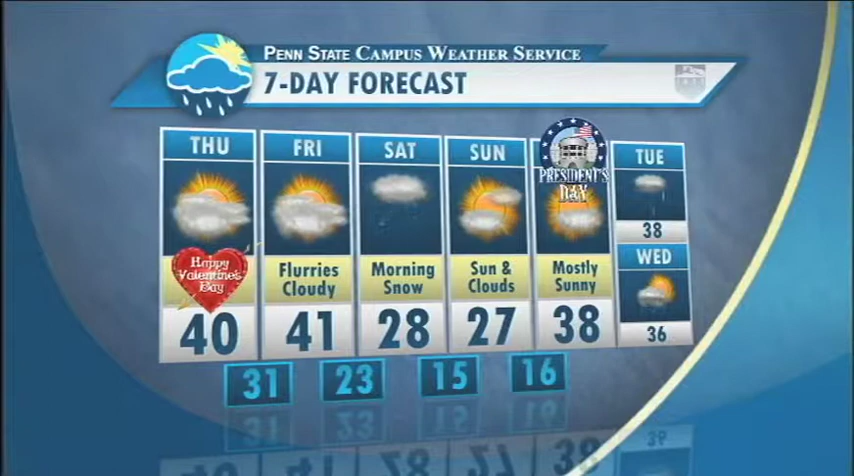 PENN STATE CAMPUS WEATHER SERVICE
7-DAY FORECAST
THU
Happy
Valentine's
Day
40
FRI
Flurries
Cloudy
41
SAT
Morning
Snow
28
SUN
Sun &
Clouds
27
PRESIDENT'S
DAY
Mostly
Sunny
38
TUE
38
WED
36
31
23
15
16